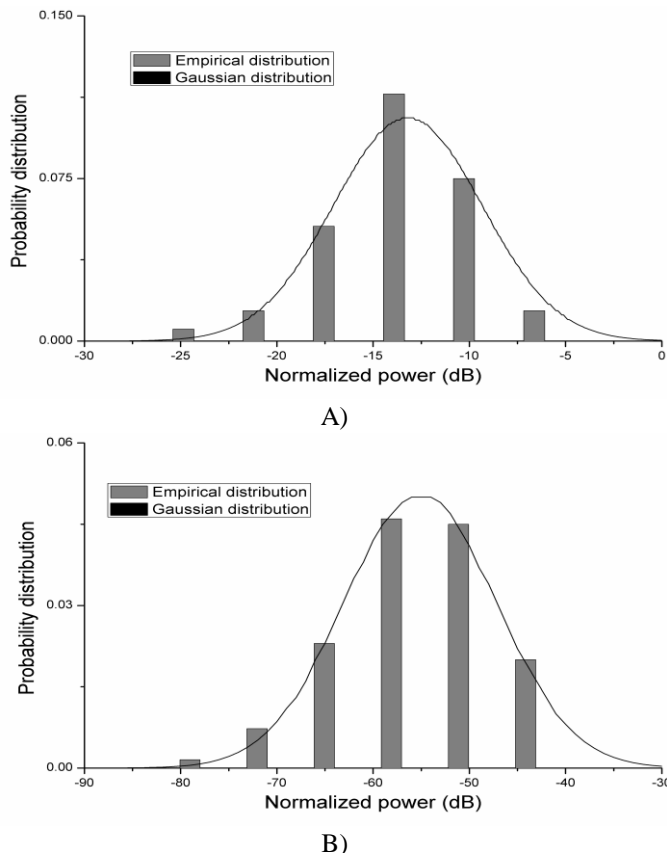 0.150
Empirical distribution
Gaussian distribution
Probability distribution
0.075
0.000
-30 -25 -20 -15 -10 -5 0
Normalized power (dB)
A)
0.06
Empirical distribution
Gaussian distribution
Probability distribution
0.03
0.00
-90 -80 -70 -60 -50 -40 -30
Normalized power (dB)
B)